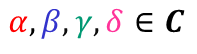 α, β, γ, δ ∈ C